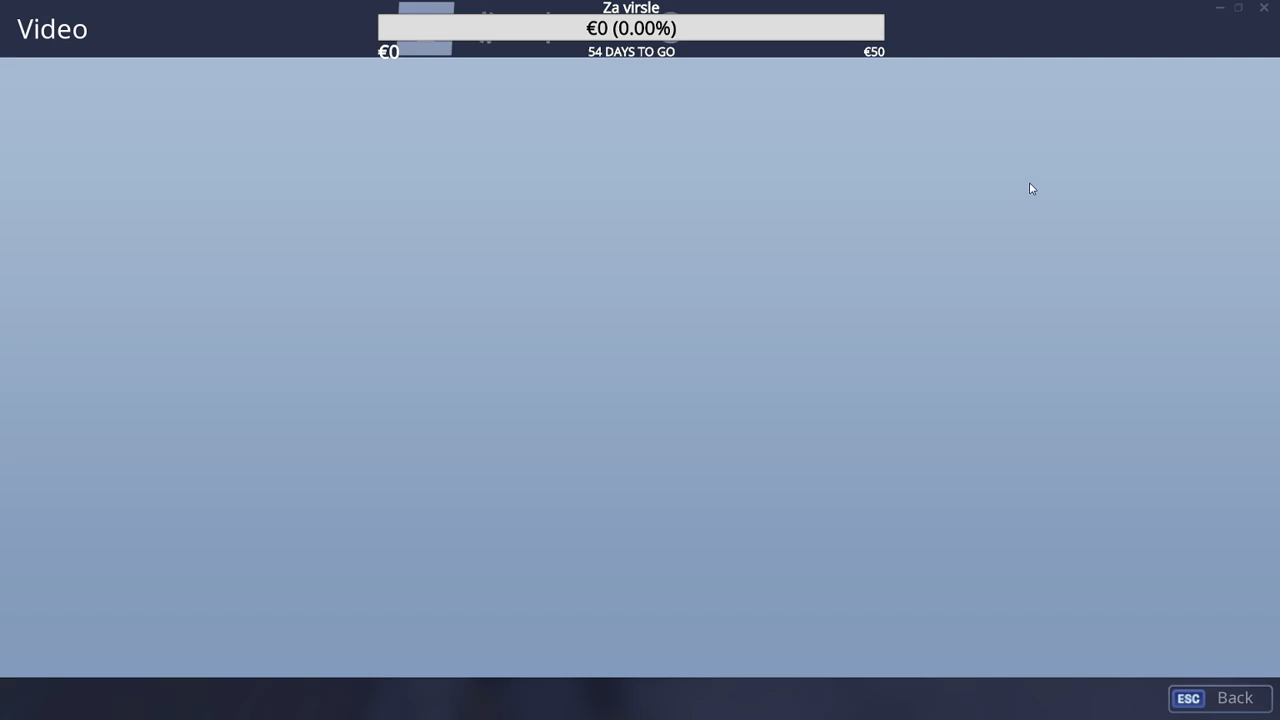 Video
Za virsle
€0 (0.00%)
€0
54 DAYS TO GO
€50
ESC Back